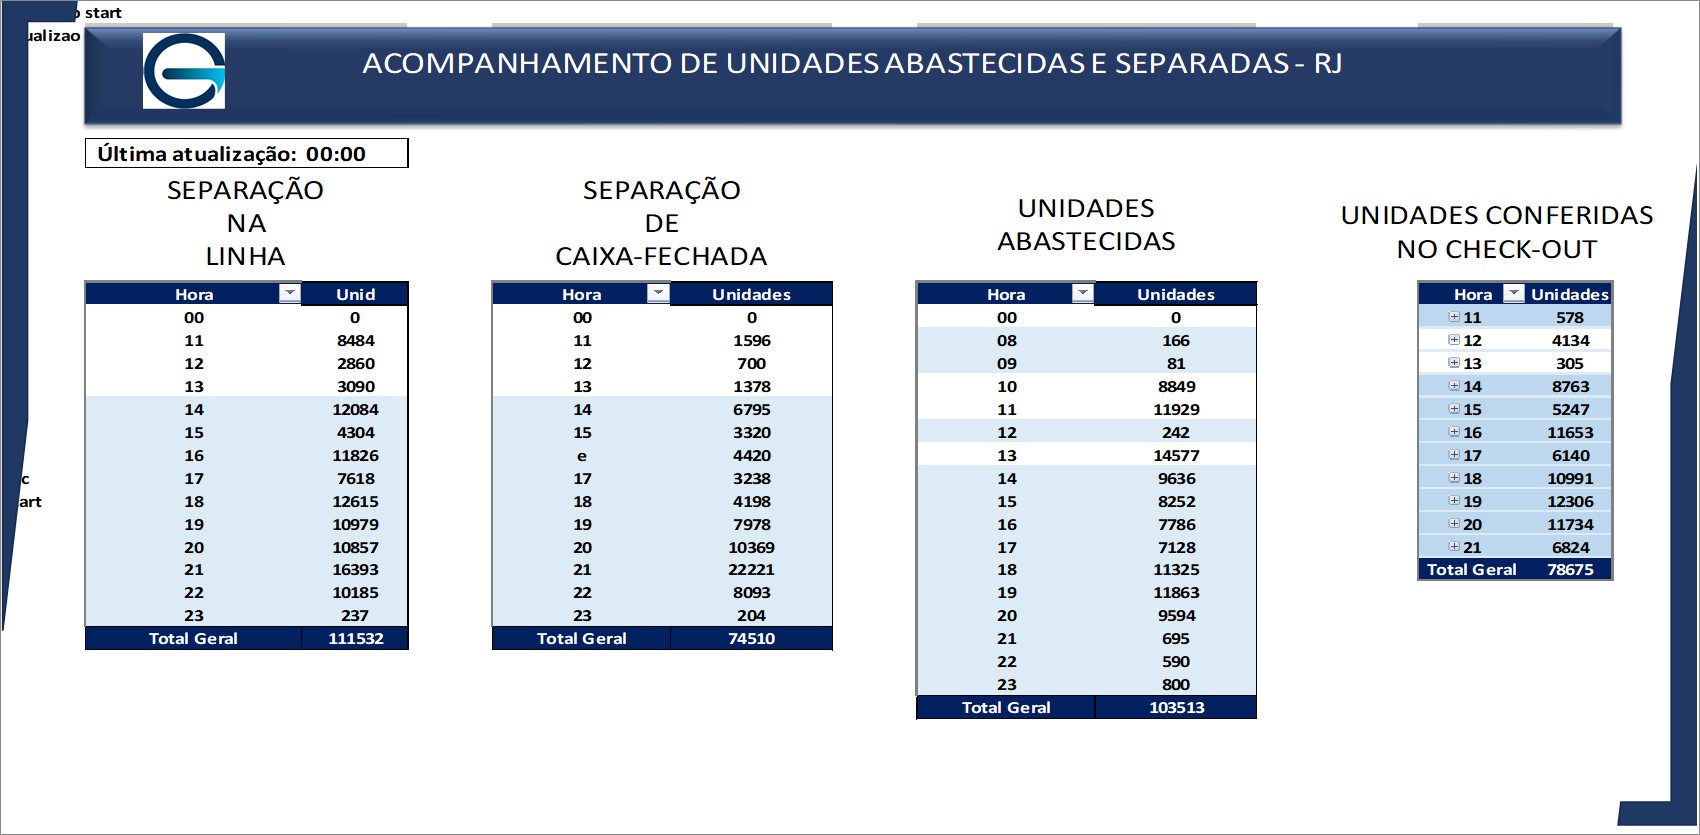 start
ualizao
ACOMPANHAMENTO DE UNIDADES ABASTECIDAS E SEPARADAS - RJ
Última atualização: 00:00
SEPARAÇÃO
NA
LINHA
Hora Unid
00 0
11 8484
12 2860
13 3090
14 12084
15 4304
16 11826
17 7618
18 12615
19 10979
20 10857
21 16393
22 10185
23 237
Total Geral 111532
SEPARAÇÃO
DE
CAIXA-FECHADA
Hora Unidades
00 0
11 1596
12 700
13 1378
14 6795
15 3320
e 4420
17 3238
18 4198
19 7978
20 10369
21 22221
22 8093
23 204
Total Geral 74510
UNIDADES
ABASTECIDAS
Hora Unidades
00 0
08 166
09 81
10 8849
11 11929
12 242
13 14577
14 9636
15 8252
16 7786
17 7128
18 11325
19 11863
20 9594
21 695
22 590
23 800
Total Geral 103513
UNIDADES CONFERIDAS
NO CHECK-OUT
Hora Unidades
11 578
12 4134
13 305
14 8763
15 5247
16 11653
17 6140
18 10991
19 12306
20 11734
21 6824
Total Geral 78675
c
art